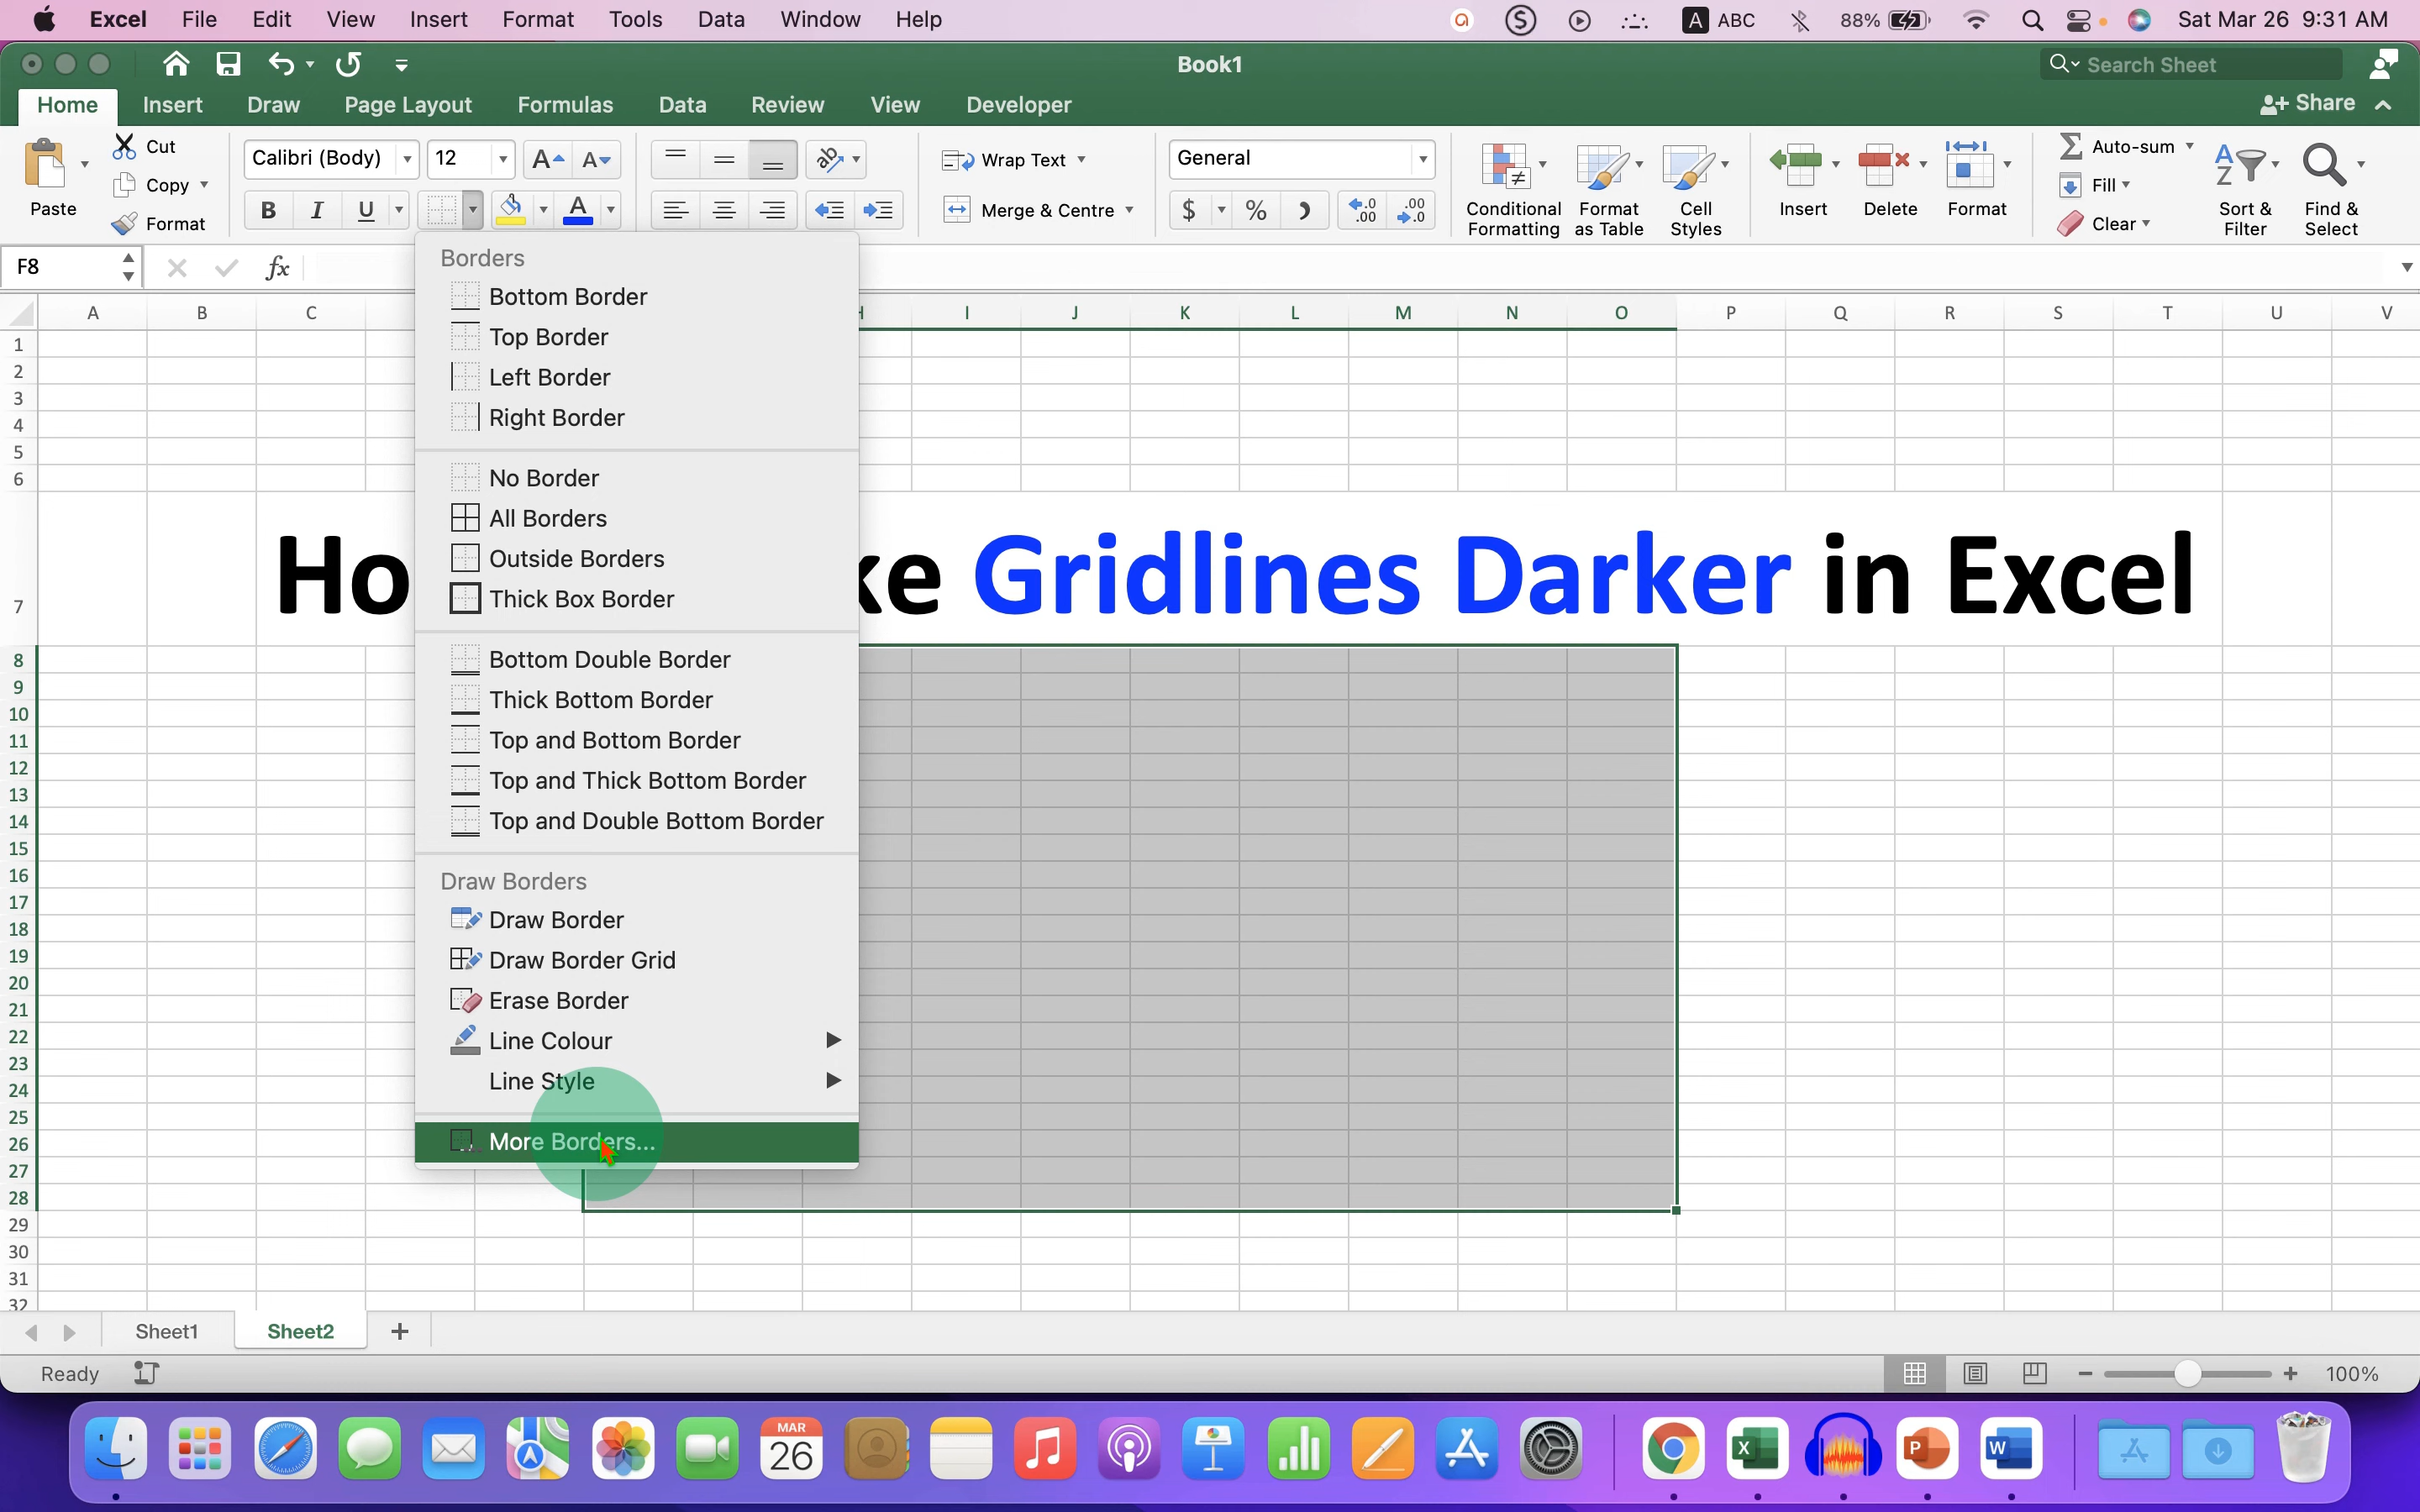 Excel File Edit View Insert Format Tools Data Window Help A ABC 88% Sat Mar 26 9:31 AM
Book1 Search Sheet
Home Insert Draw Page Layout Formulas Data Review View Developer Share
Paste Cut Copy Format
Calibri (Body) 12 A A
B I U A
ab
Wrap Text
Merge & Centre
General
$ % .0 .00 .00 .0
Conditional Formatting
Format as Table
Cell Styles
Insert Delete Format
Auto-sum
Fill
Clear
Sort & Filter
Find & Select
F8 fx
A B C H I J K L M N O P Q R S T U V
Borders
Bottom Border
Top Border
Left Border
Right Border
No Border
All Borders
Outside Borders
Thick Box Border
Bottom Double Border
Thick Bottom Border
Top and Bottom Border
Top and Thick Bottom Border
Top and Double Bottom Border
Draw Borders
Draw Border
Draw Border Grid
Erase Border
Line Colour
Line Style
More Borders...
1
2
3
4
5
6
7 Ho ke Gridlines Darker in Excel
8
9
10
11
12
13
14
15
16
17
18
19
20
21
22
23
24
25
26
27
28
29
30
31
32
Sheet1 Sheet2 +
Ready 100%
MAR
26
X P W